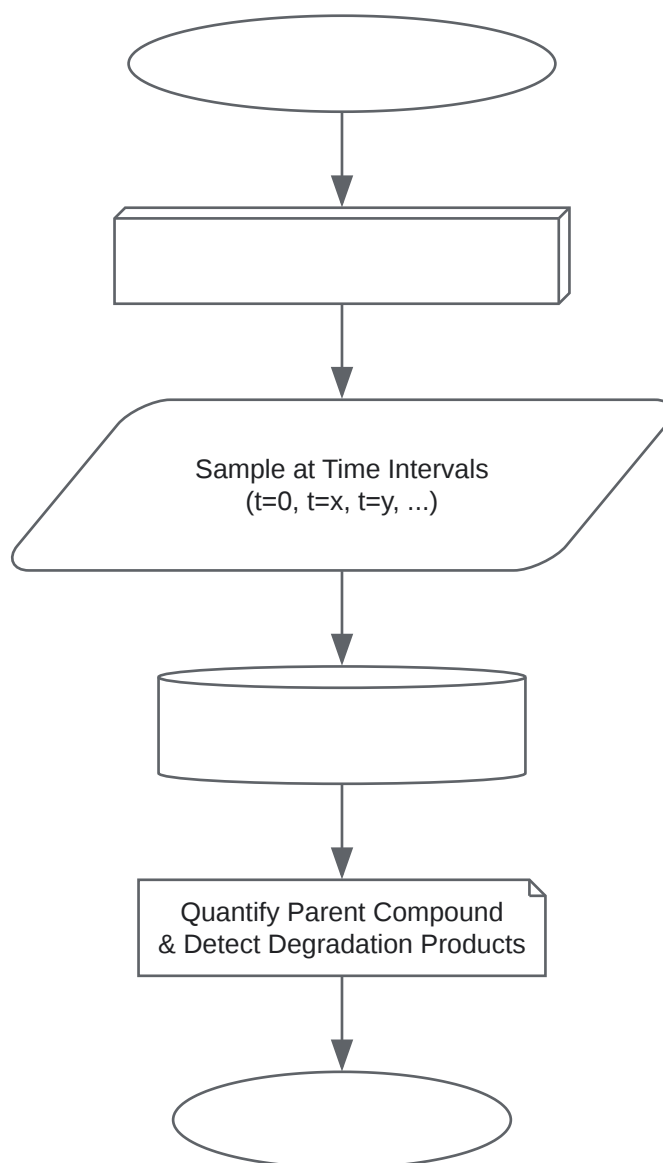 Sample at Time Intervals
(t=0, t=x, t=y, ...)
Quantify Parent Compound
& Detect Degradation Products